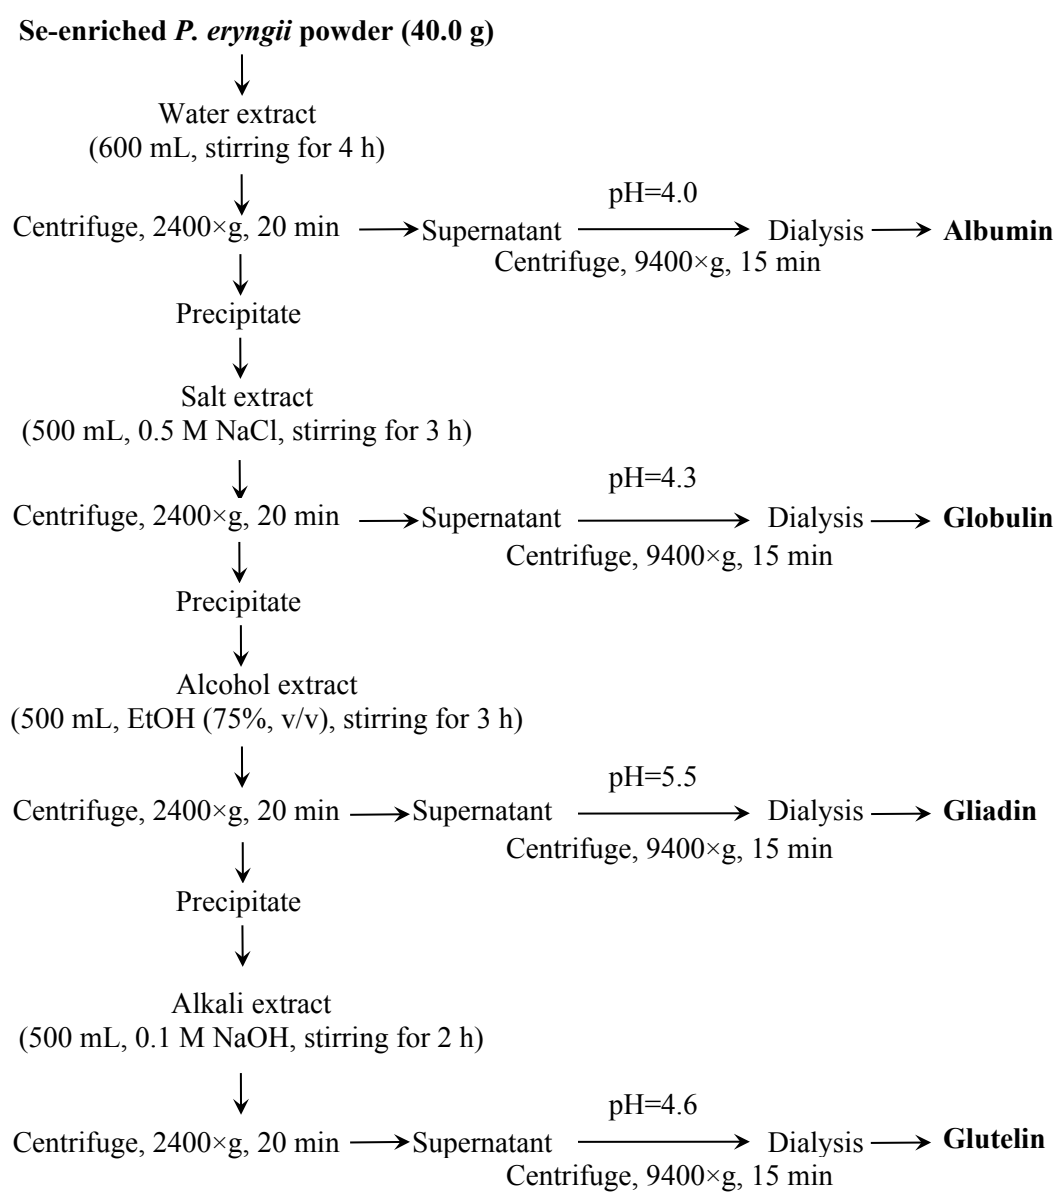 Se-enriched P. eryngii powder (40.0 g)
Water extract
(600 mL, stirring for 4 h)
pH=4.0
Centrifuge, 2400×g, 20 min Supernatant Dialysis Albumin
Centrifuge, 9400×g, 15 min
Precipitate
Salt extract
(500 mL, 0.5 M NaCl, stirring for 3 h)
pH=4.3
Centrifuge, 2400×g, 20 min Supernatant Dialysis Globulin
Centrifuge, 9400×g, 15 min
Precipitate
Alcohol extract
(500 mL, EtOH (75%, v/v), stirring for 3 h)
pH=5.5
Centrifuge, 2400×g, 20 min Supernatant Dialysis Gliadin
Centrifuge, 9400×g, 15 min
Precipitate
Alkali extract
(500 mL, 0.1 M NaOH, stirring for 2 h)
pH=4.6
Centrifuge, 2400×g, 20 min Supernatant Dialysis Glutelin
Centrifuge, 9400×g, 15 min